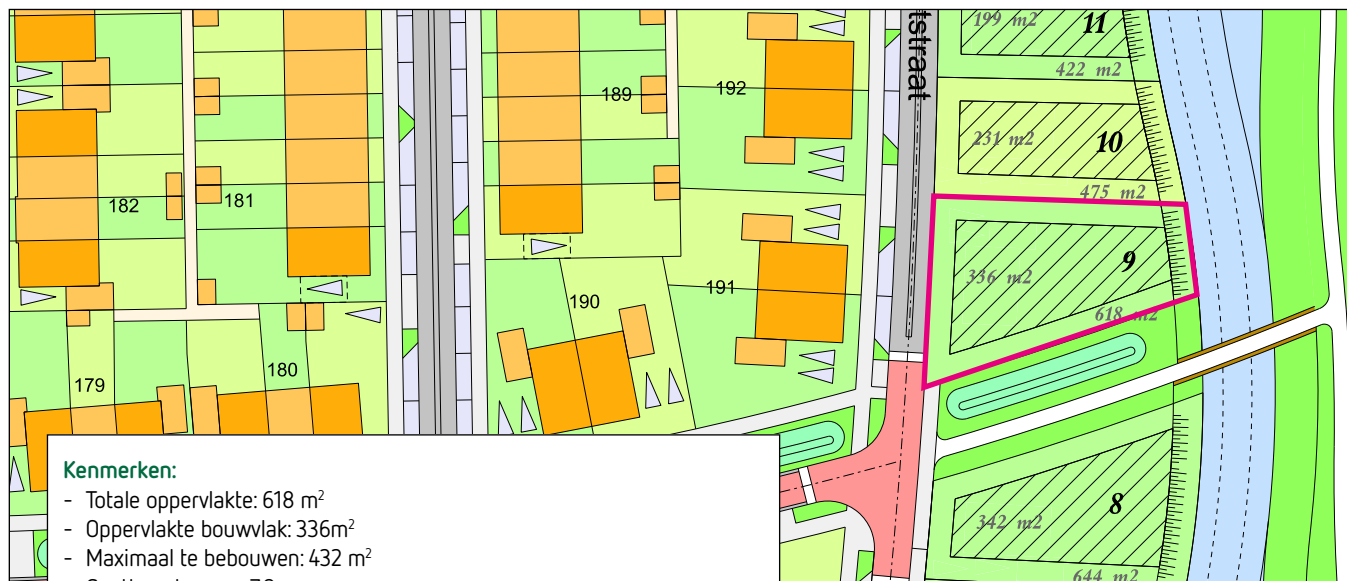 199 m2
11
422 m2
tstraat
189
192
231 m2
10
475 m2
182
181
336 m2
9
618 m2
190
191
179
180
342 m2
8
644 m2
Kenmerken:
- Totale oppervlakte: 618 m²
- Oppervlakte bouwvlak: 336m²
- Maximaal te bebouwen: 432 m²